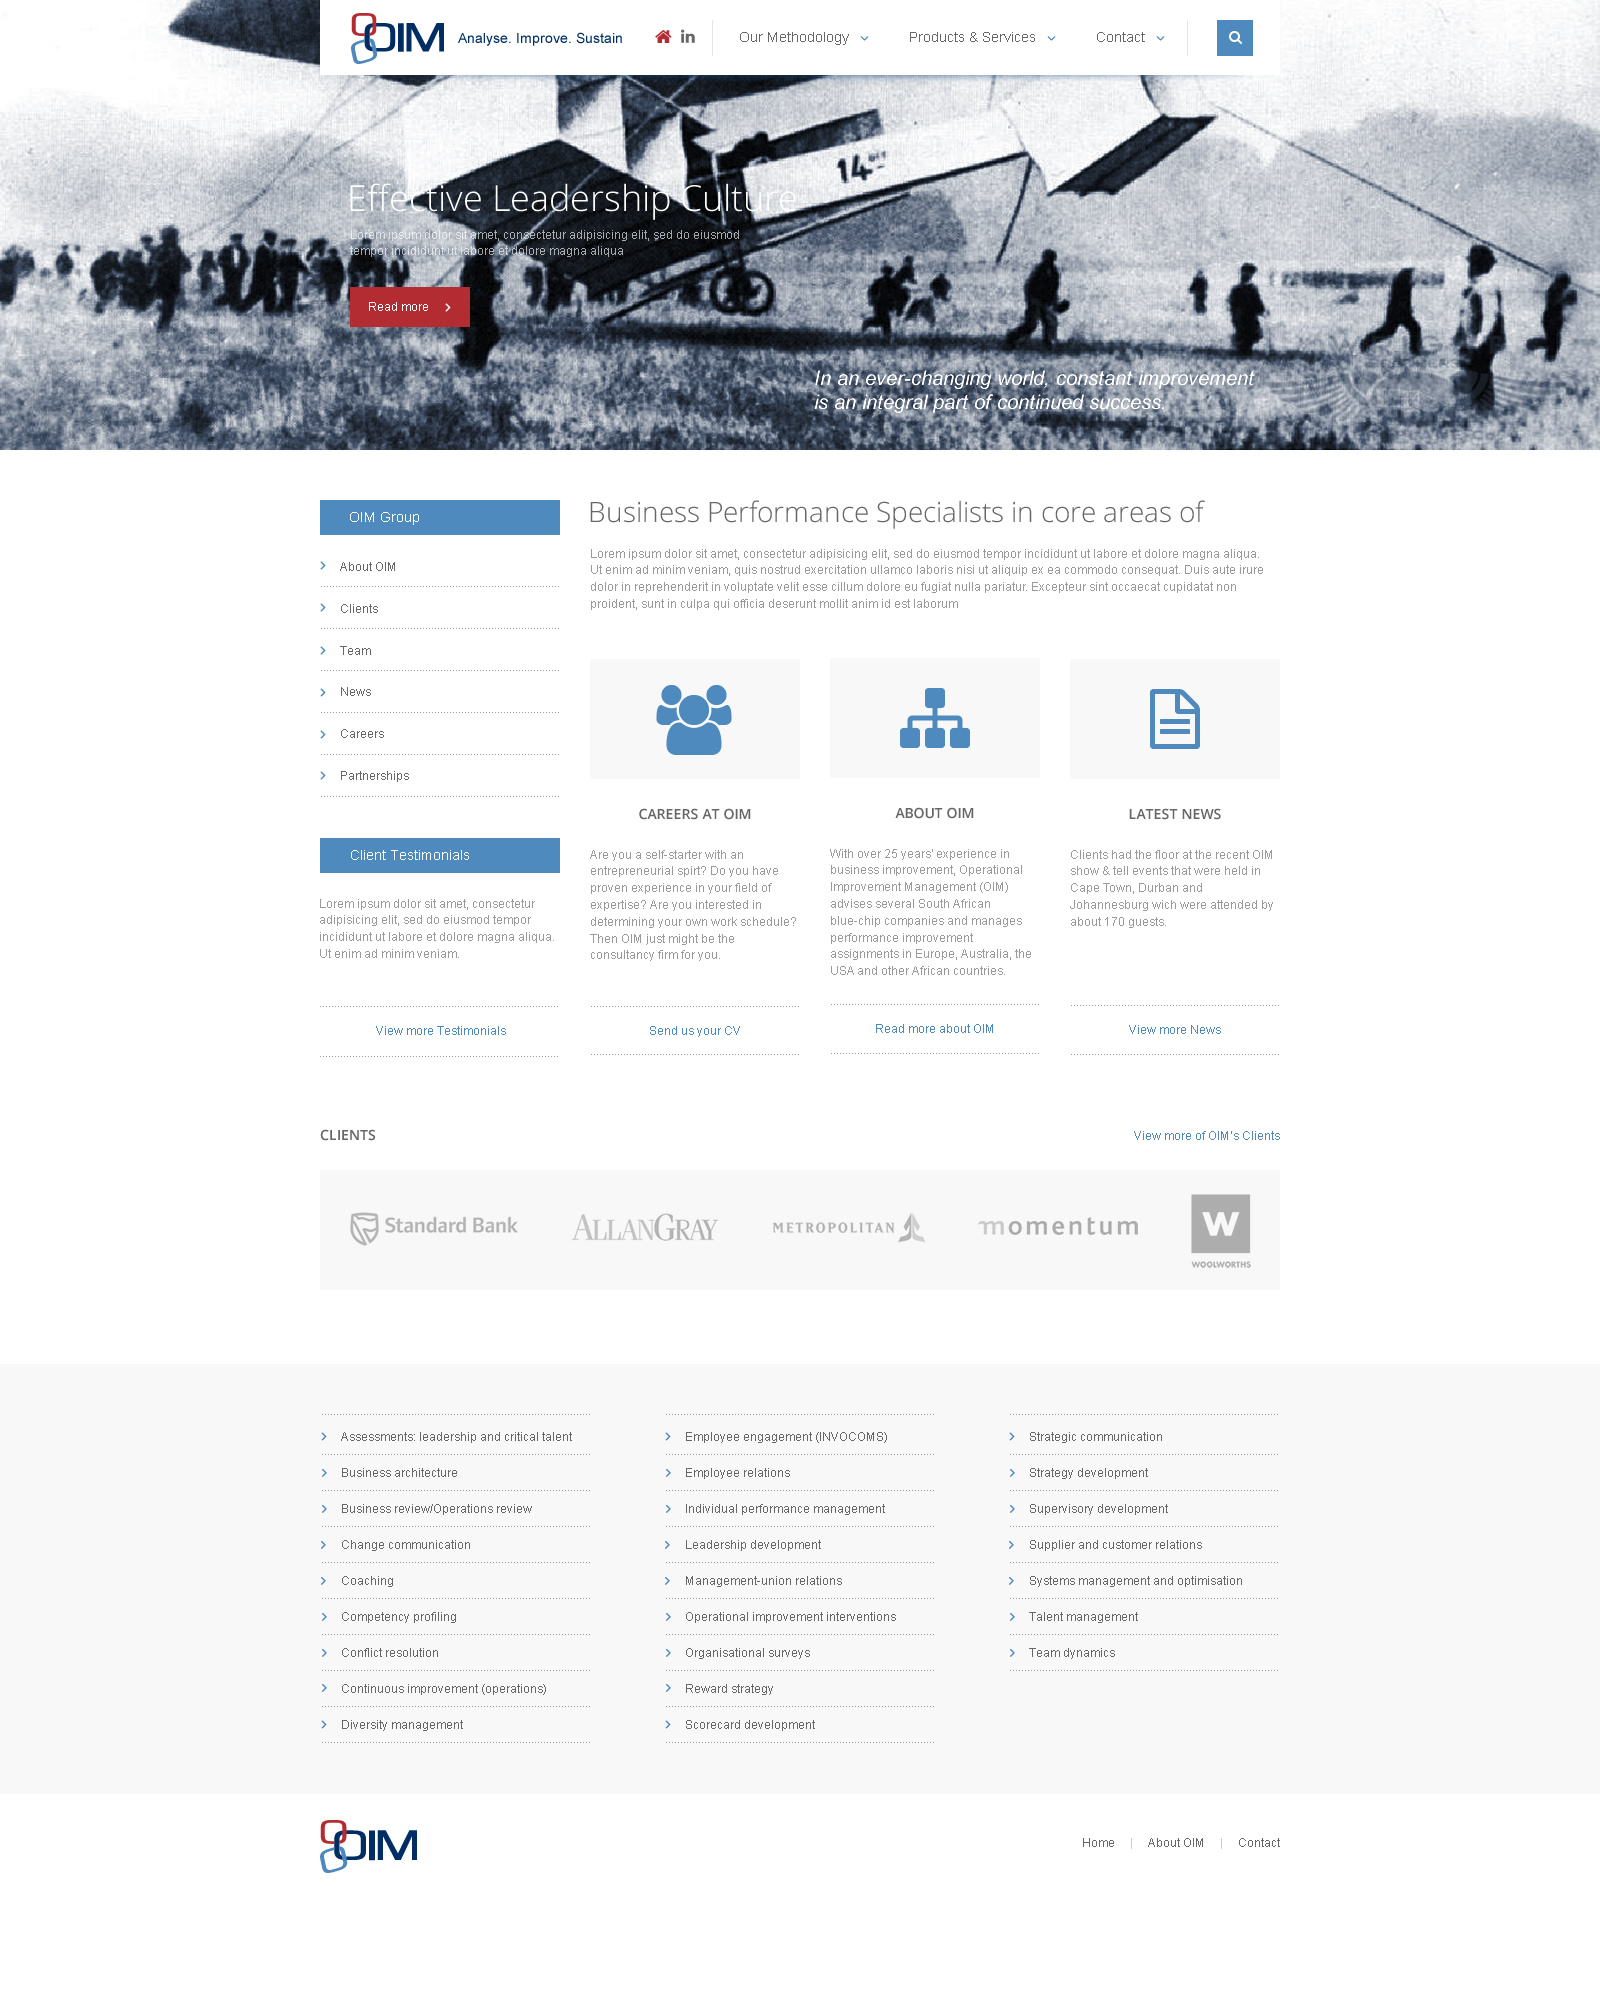 OIM Analyse. Improve. Sustain
in
Our Methodology
Products & Services
Contact
14
Effective Leadership Culture
Lorem ipsum dolor sit amet, consectetur adipisicing elit, sed do eiusmod
tempor incididunt ut labore et dolore magna aliqua
Read more
In an ever-changing world, constant improvement
is an integral part of continued success.
OIM Group
About OIM
Clients
Team
News
Careers
Partnerships
Client Testimonials
Lorem ipsum dolor sit amet, consectetur
adipisicing elit, sed do eiusmod tempor
incididunt ut labore et dolore magna aliqua.
Ut enim ad minim veniam.
View more Testimonials
Business Performance Specialists in core areas of
Lorem ipsum dolor sit amet, consectetur adipisicing elit, sed do eiusmod tempor incididunt ut labore et dolore magna aliqua.
Ut enim ad minim veniam, quis nostrud exercitation ullamco laboris nisi ut aliquip ex ea commodo consequat. Duis aute irure
dolor in reprehenderit in voluptate velit esse cillum dolore eu fugiat nulla pariatur. Excepteur sint occaecat cupidatat non
proident, sunt in culpa qui officia deserunt mollit anim id est laborum
CAREERS AT OIM
Are you a self-starter with an
entrepreneurial spirt? Do you have
proven experience in your field of
expertise? Are you interested in
determining your own work schedule?
Then OIM just might be the
consultancy firm for you.
Send us your CV
ABOUT OIM
With over 25 years' experience in
business improvement, Operational
Improvement Management (OIM)
advises several South African
blue-chip companies and manages
performance improvement
assignments in Europe, Australia, the
USA and other African countries.
Read more about OIM
LATEST NEWS
Clients had the floor at the recent OIM
show & tell events that were held in
Cape Town, Durban and
Johannesburg wich were attended by
about 170 guests.
View more News
CLIENTS
View more of OIM's Clients
Standard Bank
ALLANGRAY
METROPOLITAN
momentum
W
WOOLWORTHS
Assessments: leadership and critical talent
Business architecture
Business review/Operations review
Change communication
Coaching
Competency profiling
Conflict resolution
Continuous improvement (operations)
Diversity management
Employee engagement (INVOCOMS)
Employee relations
Individual performance management
Leadership development
Management-union relations
Operational improvement interventions
Organisational surveys
Reward strategy
Scorecard development
Strategic communication
Strategy development
Supervisory development
Supplier and customer relations
Systems management and optimisation
Talent management
Team dynamics
OIM
Home | About OIM | Contact